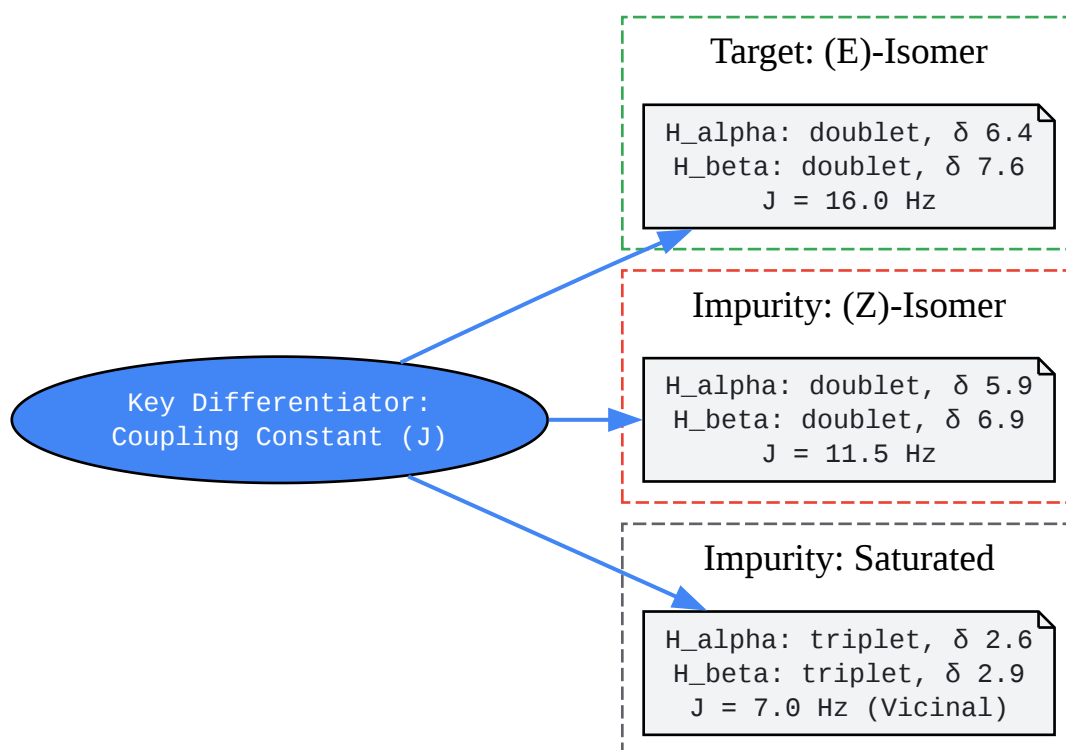 Target: (E)-Isomer
H_alpha: doublet, δ 6.4
H_beta: doublet, δ 7.6
J = 16.0 Hz
Impurity: (Z)-Isomer
H_alpha: doublet, δ 5.9
H_beta: doublet, δ 6.9
J = 11.5 Hz
Key Differentiator:
Coupling Constant (J)
Impurity: Saturated
H_alpha: triplet, δ 2.6
H_beta: triplet, δ 2.9
J = 7.0 Hz (Vicinal)